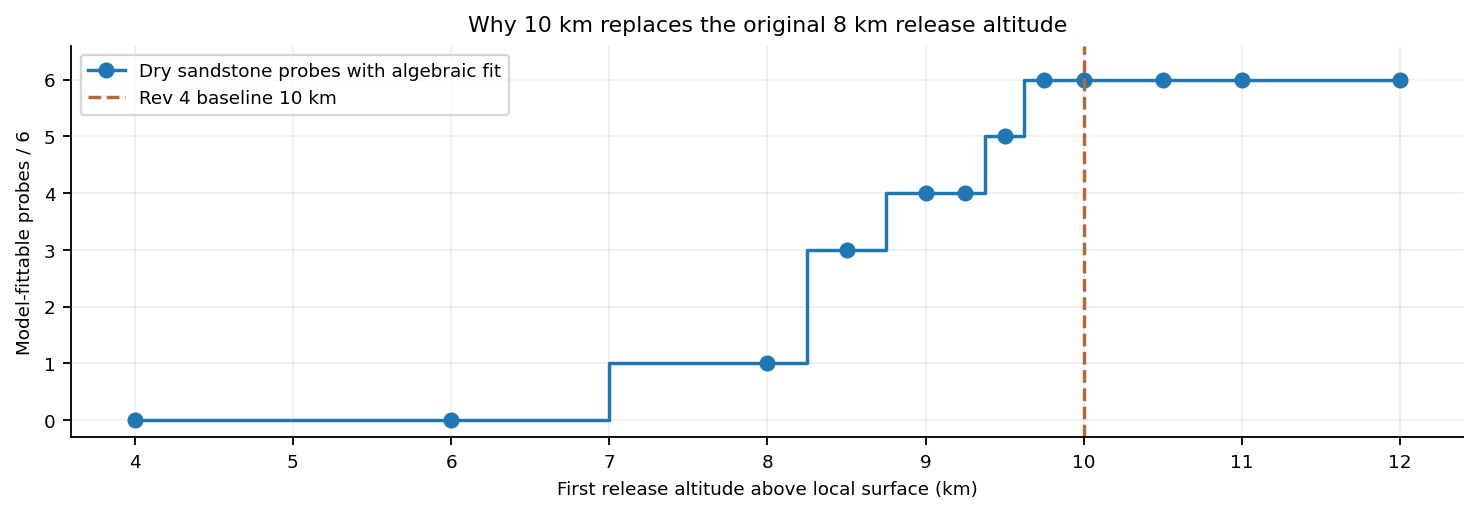 Why 10 km replaces the original 8 km release altitude
Dry sandstone probes with algebraic fit
Rev 4 baseline 10 km
Model-fittable probes / 6
6
5
4
3
2
1
0
4 5 6 7 8 9 10 11 12
First release altitude above local surface (km)